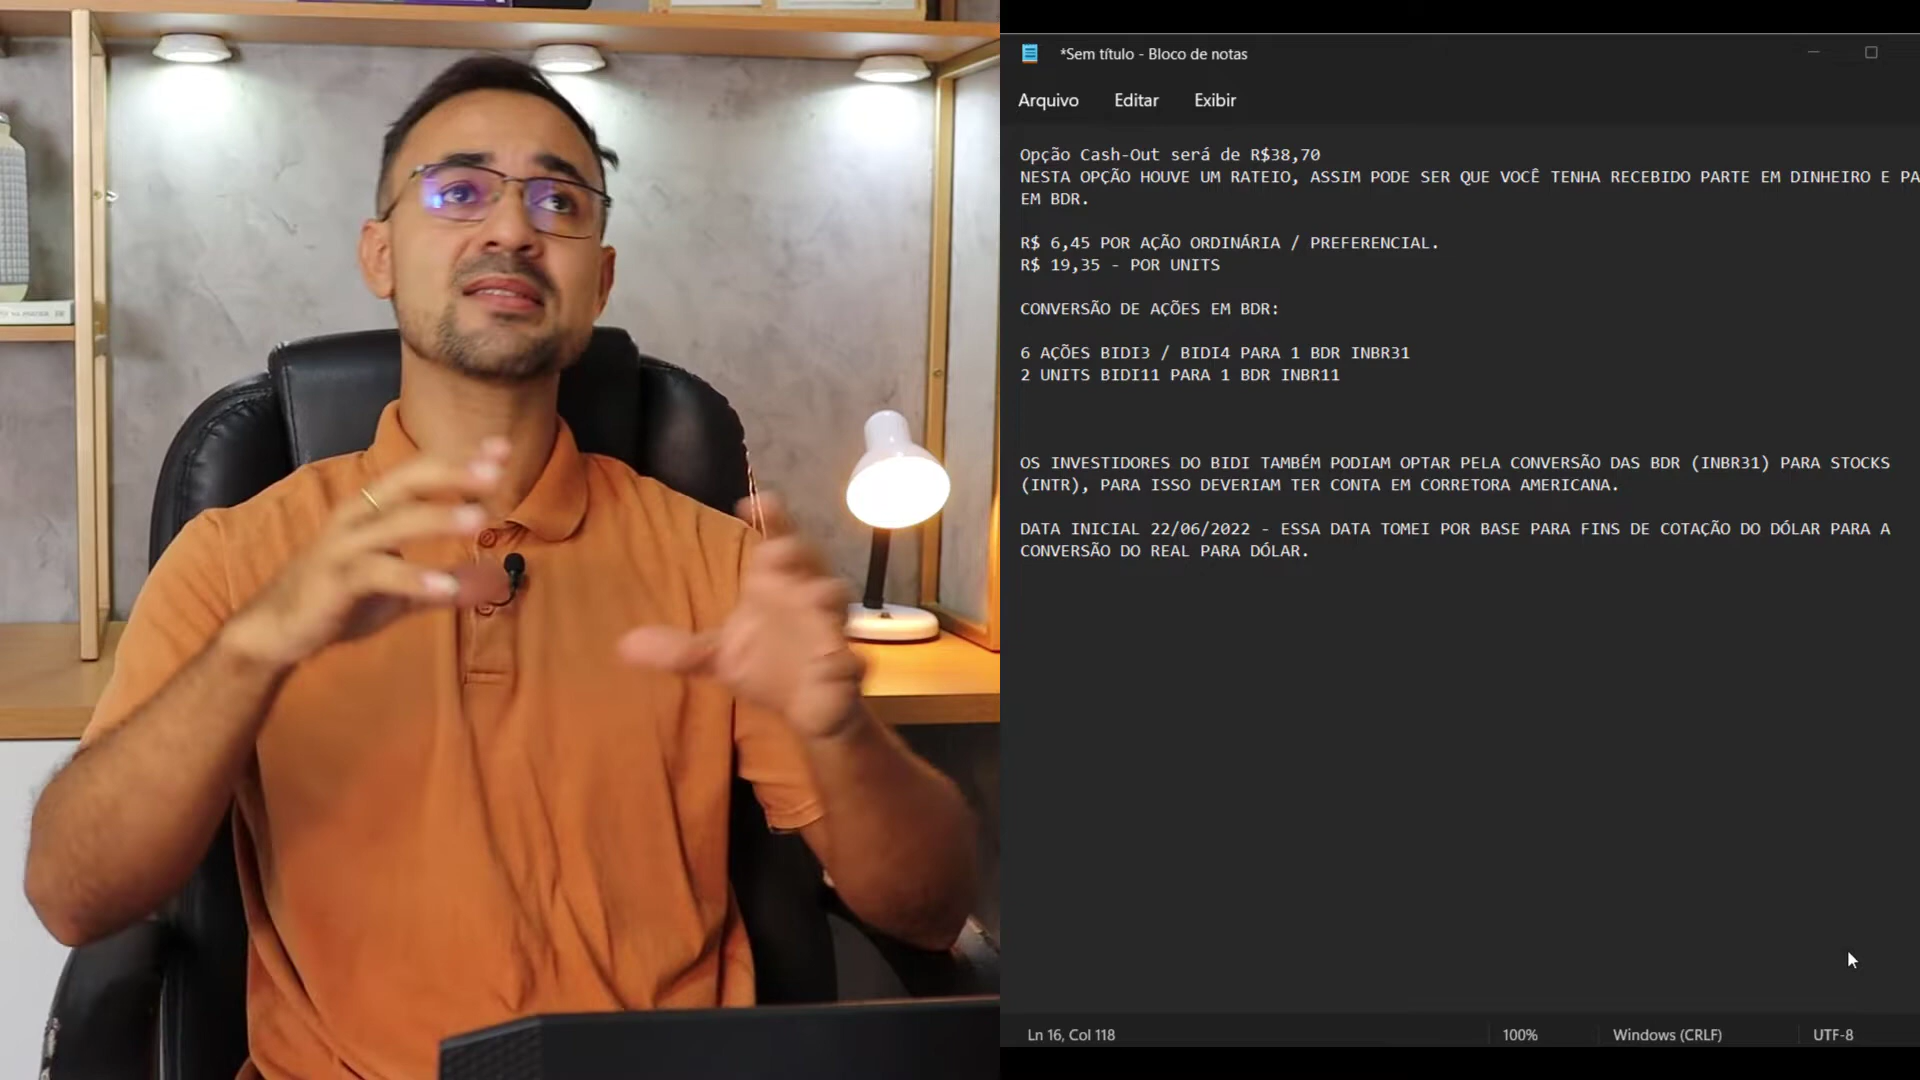 *Sem título - Bloco de notas
Arquivo Editar Exibir
Opção Cash-Out será de R$38,70
NESTA OPÇÃO HOUVE UM RATEIO, ASSIM PODE SER QUE VOCÊ TENHA RECEBIDO PARTE EM DINHEIRO E PA
EM BDR.
R$ 6,45 POR AÇÃO ORDINÁRIA / PREFERENCIAL.
R$ 19,35 - POR UNITS
CONVERSÃO DE AÇÕES EM BDR:
6 AÇÕES BIDI3 / BIDI4 PARA 1 BDR INBR31
2 UNITS BIDI11 PARA 1 BDR INBR11
OS INVESTIDORES DO BIDI TAMBÉM PODIAM OPTAR PELA CONVERSÃO DAS BDR (INBR31) PARA STOCKS
(INTR), PARA ISSO DEVERIAM TER CONTA EM CORRETORA AMERICANA.
DATA INICIAL 22/06/2022 - ESSA DATA TOMEI POR BASE PARA FINS DE COTAÇÃO DO DÓLAR PARA A
CONVERSÃO DO REAL PARA DÓLAR.
Ln 16, Col 118 100% Windows (CRLF) UTF-8